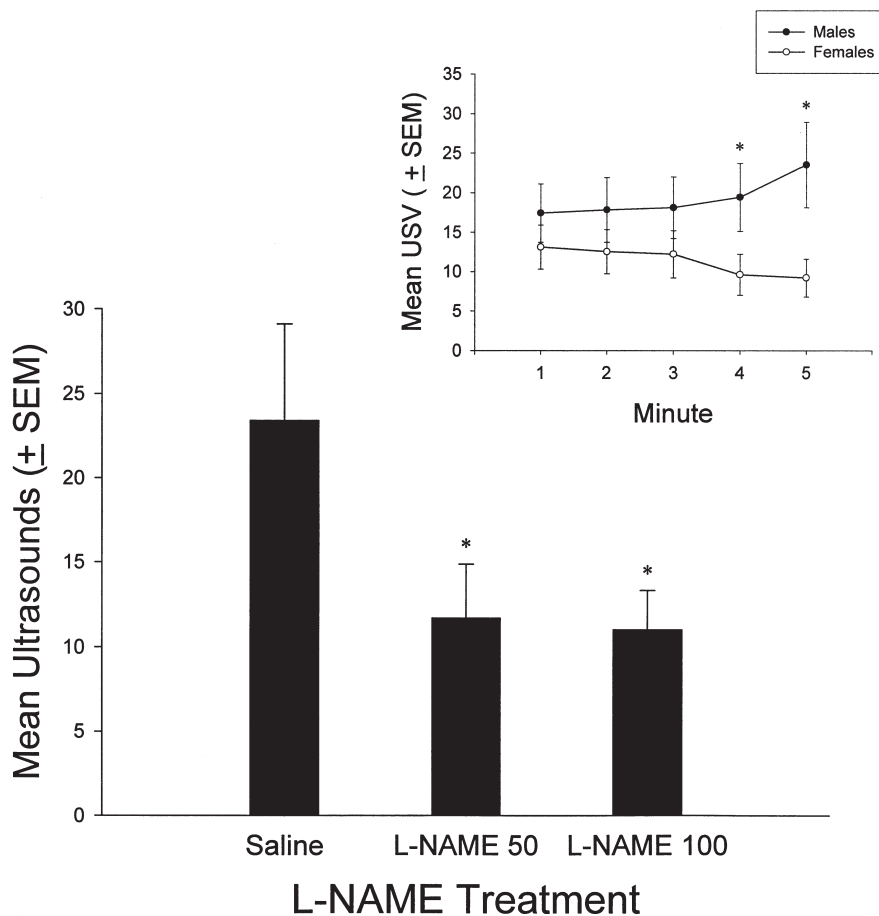 Males
Females
Mean USV ( ± SEM)
35
30
25
20
15
10
5
0
*
*
1 2 3 4 5
Minute
Mean Ultrasounds (± SEM)
30
25
20
15
10
5
0
*
*
Saline L-NAME 50 L-NAME 100
L-NAME Treatment